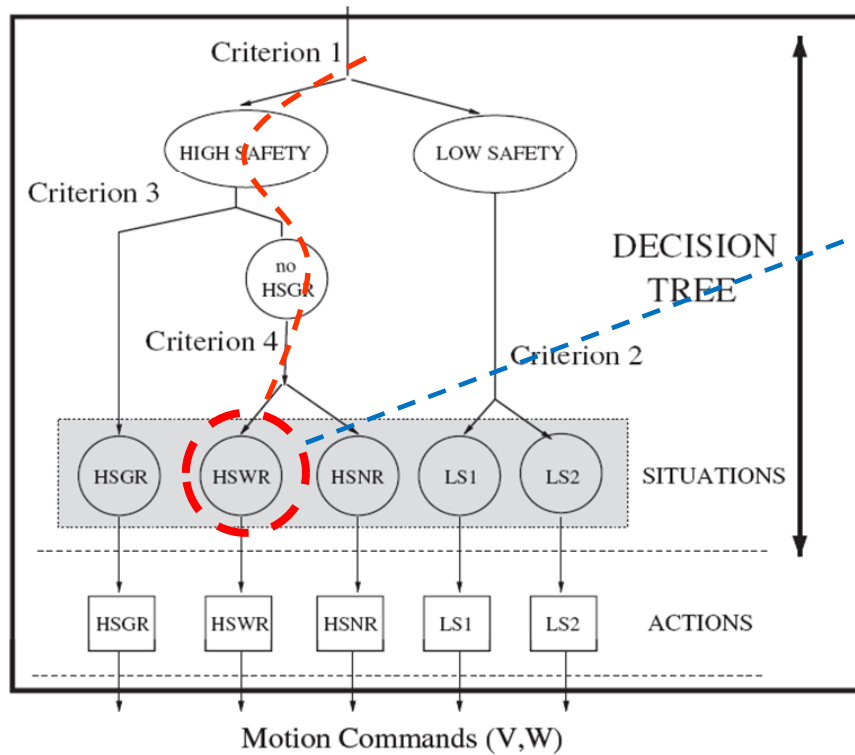 Criterion 1
HIGH SAFETY
LOW SAFETY
Criterion 3
DECISION
TREE
no
HSGR
Criterion 4
Criterion 2
HSGR
HSWR
HSNR
LS1
LS2
SITUATIONS
HSGR
HSWR
HSNR
LS1
LS2
ACTIONS
Motion Commands (V,W)